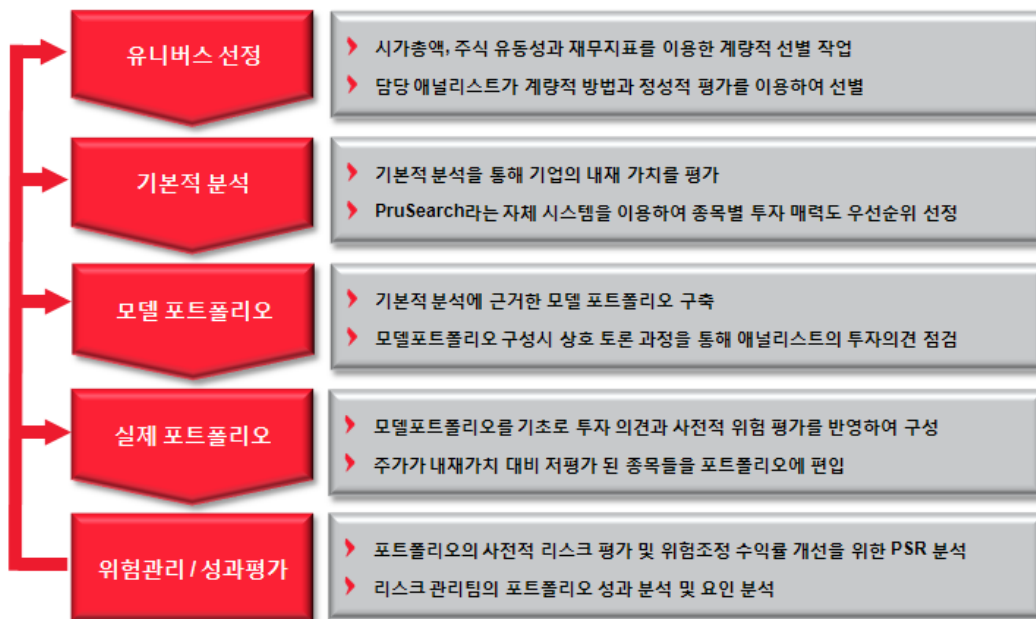 유니버스 선정
시가총액, 주식 유동성과 재무지표를 이용한 계량적 선별 작업
담당 애널리스트가 계량적 방법과 정성적 평가를 이용하여 선별
기본적 분석
기본적 분석을 통해 기업의 내재 가치를 평가
PruSearch라는 자체 시스템을 이용하여 종목별 투자 매력도 우선순위 선정
모델 포트폴리오
기본적 분석에 근거한 모델 포트폴리오 구축
모델포트폴리오 구성시 상호 토론 과정을 통해 애널리스트의 투자의견 점검
실제 포트폴리오
모델포트폴리오를 기초로 투자 의견과 사전적 위험 평가를 반영하여 구성
주가가 내재가치 대비 저평가 된 종목들을 포트폴리오에 편입
위험관리 / 성과평가
포트폴리오의 사전적 리스크 평가 및 위험조정 수익률 개선을 위한 PSR 분석
리스크 관리팀의 포트폴리오 성과 분석 및 요인 분석